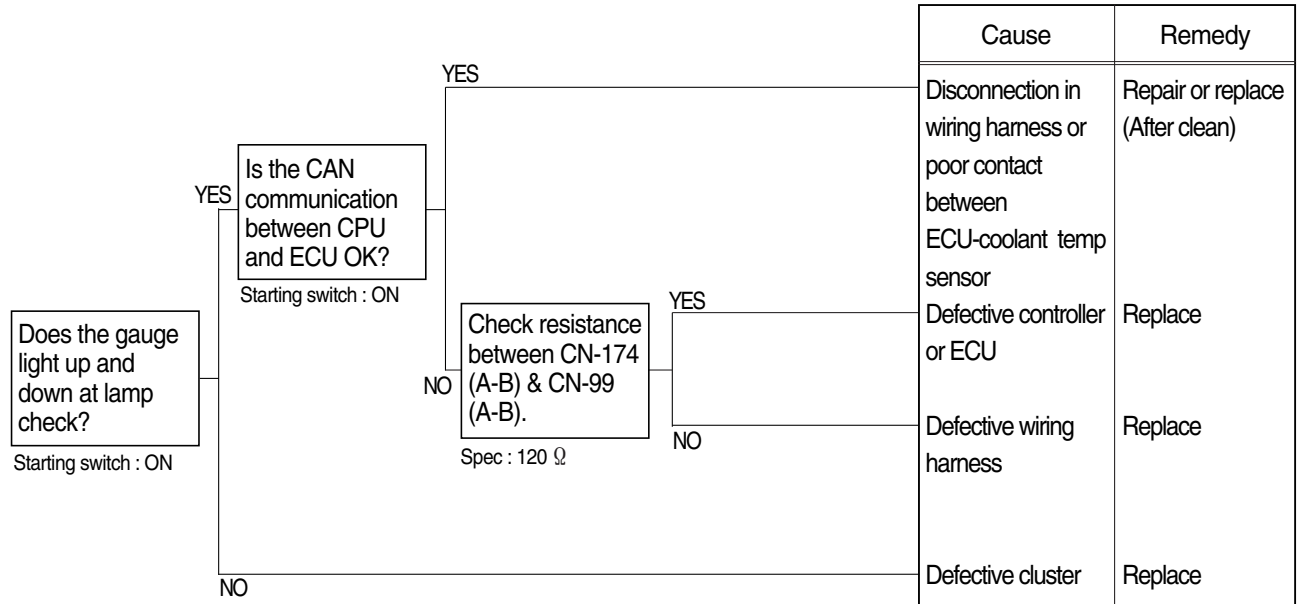 Cause
Remedy
YES
Disconnection in
wiring harness or
poor contact
between
ECU-coolant temp
sensor
Repair or replace
(After clean)
Is the CAN
communication
between CPU
and ECU OK?
YES
Starting switch : ON
YES
Defective controller
or ECU
Replace
Check resistance
between CN-174
(A-B) & CN-99
(A-B).
NO
Spec : 120 Ω
Does the gauge
light up and
down at lamp
check?
Starting switch : ON
NO
Defective wiring
harness
Replace
NO
Defective cluster
Replace